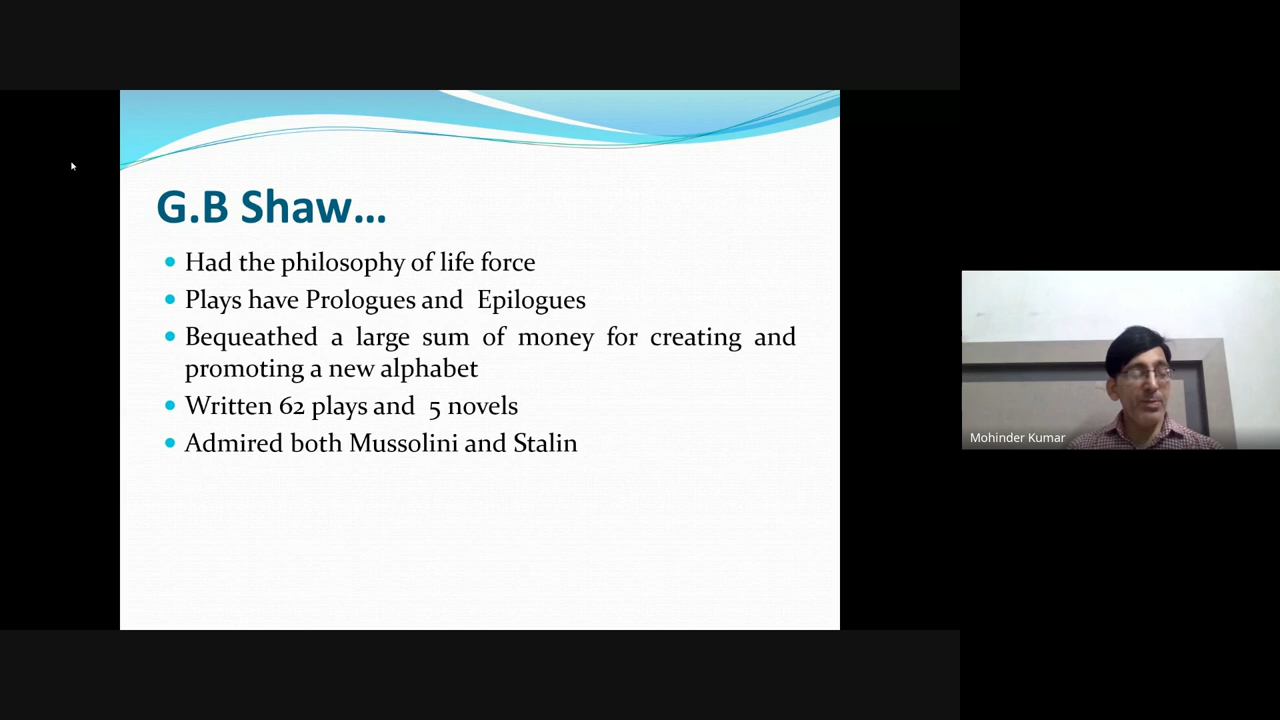 G.B Shaw...
Had the philosophy of life force
Plays have Prologues and Epilogues
Bequeathed a large sum of money for creating and
promoting a new alphabet
Written 62 plays and 5 novels
Admired both Mussolini and Stalin
Mohinder Kumar